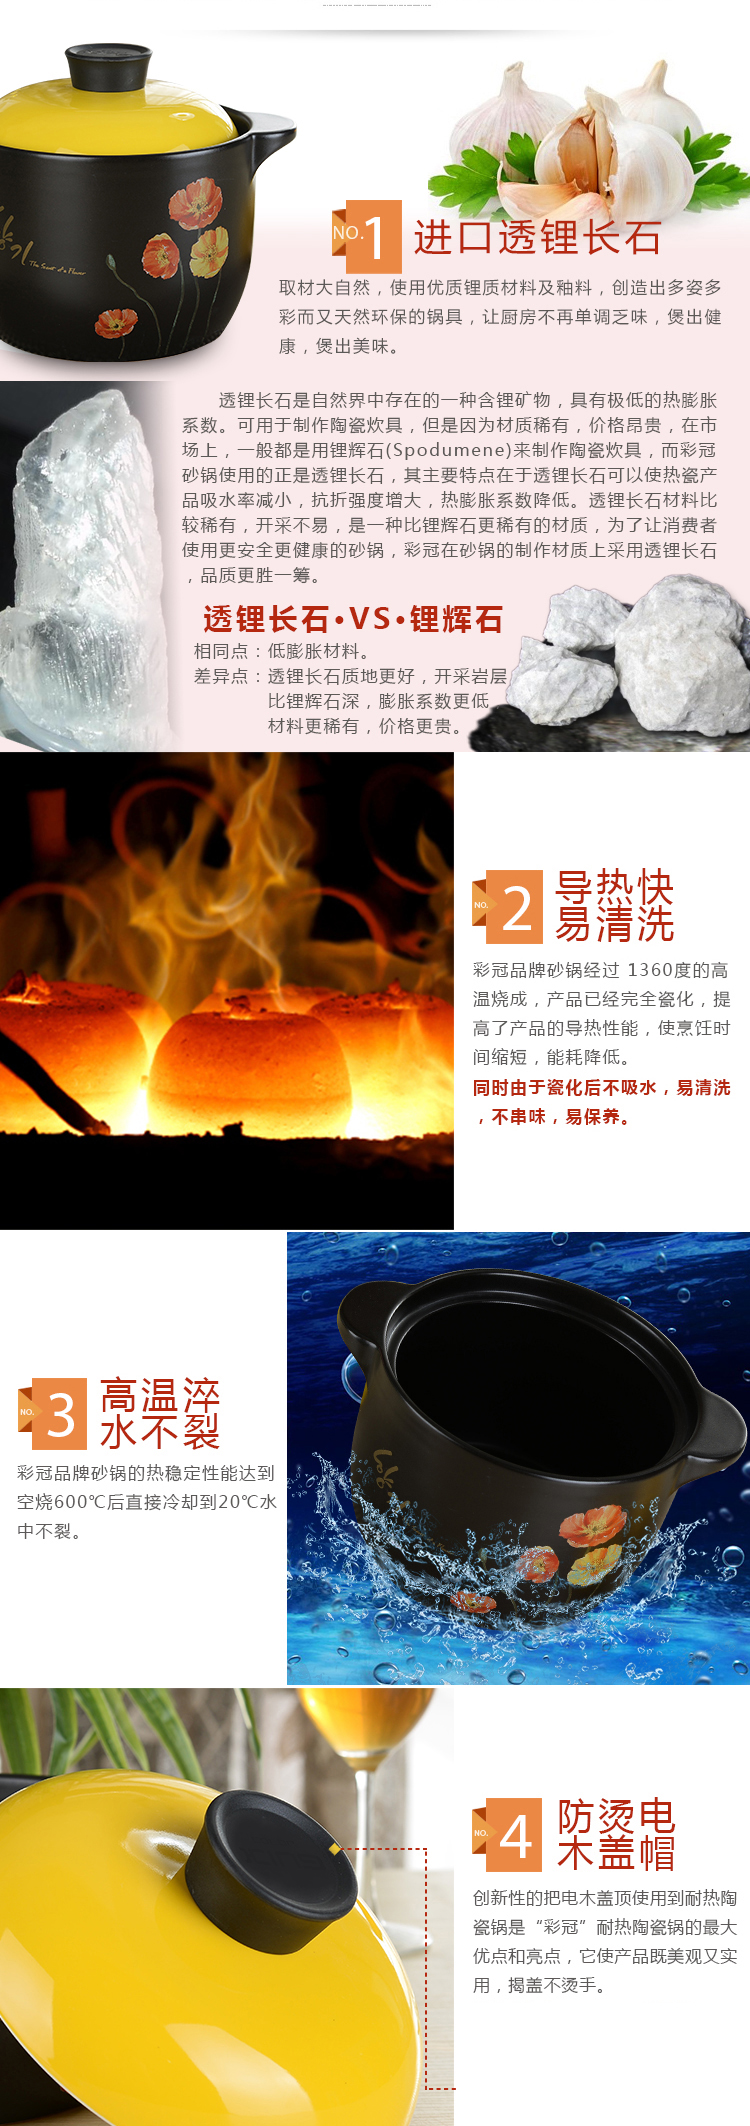 NO.1 进口透锂长石
取材大自然，使用优质锂质材料及釉料，创造出多姿多
彩而又天然环保的锅具，让厨房不再单调乏味，煲出健
康，煲出美味。
The Scent of a Flower
透锂长石是自然界中存在的一种含锂矿物，具有极低的热膨胀
系数。可用于制作陶瓷炊具，但是因为材质稀有，价格昂贵，在市
场上，一般都是用锂辉石(Spodumene)来制作陶瓷炊具，而彩冠
砂锅使用的正是透锂长石，其主要特点在于透锂长石可以使热瓷产
品吸水率减小，抗折强度增大，热膨胀系数降低。透锂长石材料比
较稀有，开采不易，是一种比锂辉石更稀有的材质，为了让消费者
使用更安全更健康的砂锅，彩冠在砂锅的制作材质上采用透锂长石
，品质更胜一筹。
透锂长石•VS•锂辉石
相同点：低膨胀材料。
差异点：透锂长石质地更好，开采岩层
比锂辉石深，膨胀系数更低
材料更稀有，价格更贵。
NO.2 导热快
易清洗
彩冠品牌砂锅经过 1360度的高
温烧成，产品已经完全瓷化，提
高了产品的导热性能，使烹饪时
间缩短，能耗降低。
同时由于瓷化后不吸水，易清洗
，不串味，易保养。
NO.3 高温淬
水不裂
彩冠品牌砂锅的热稳定性能达到
空烧600℃后直接冷却到20℃水
中不裂。
NO.4 防烫电
木盖帽
创新性的把电木盖顶使用到耐热陶
瓷锅是“彩冠”耐热陶瓷锅的最大
优点和亮点，它使产品既美观又实
用，揭盖不烫手。